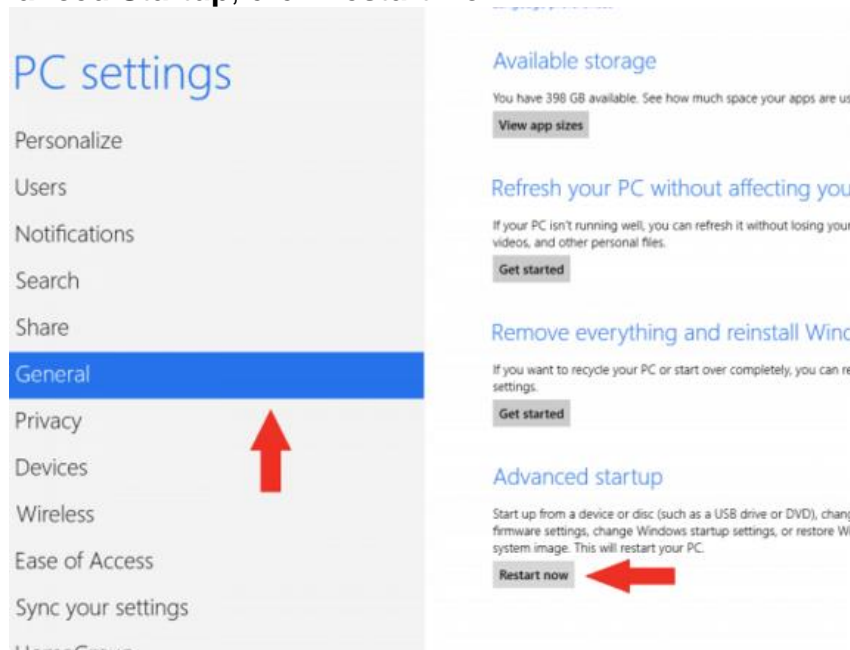 PC settings
Personalize
Users
Notifications
Search
Share
General
Privacy
Devices
Wireless
Ease of Access
Sync your settings
Available storage
You have 398 GB available. See how much space your apps are us
View app sizes
Refresh your PC without affecting you
If your PC isn't running well, you can refresh it without losing your
videos, and other personal files.
Get started
Remove everything and reinstall Wind
If you want to recycle your PC or start over completely, you can re
settings.
Get started
Advanced startup
Start up from a device or disc (such as a USB drive or DVD), chang
firmware settings, change Windows startup settings, or restore Wi
system image. This will restart your PC.
Restart now